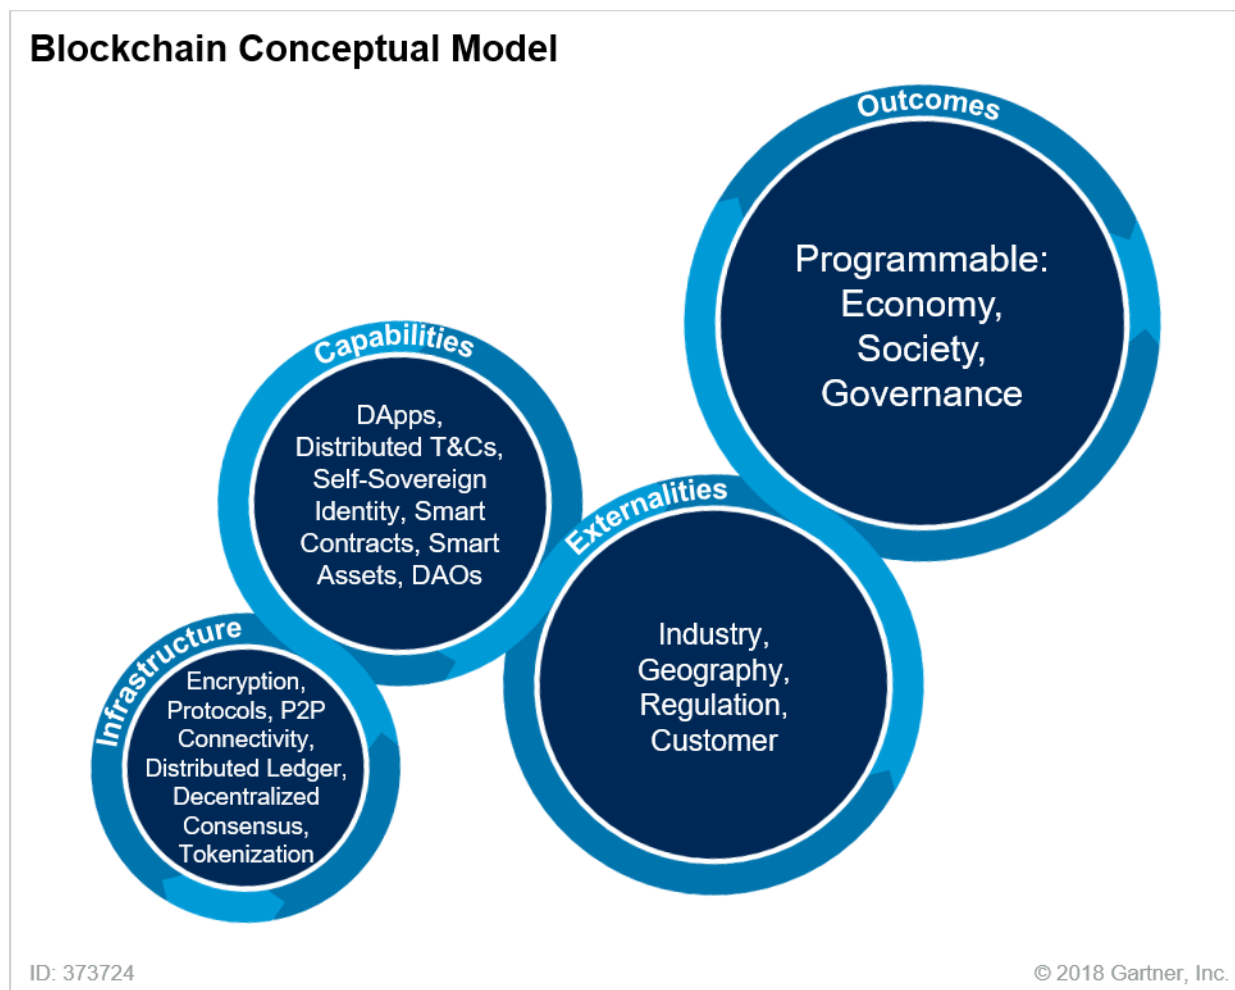 Blockchain Conceptual Model
Outcomes
Programmable:
Economy,
Society,
Governance
Capabilities
DApps,
Distributed T&Cs,
Self-Sovereign
Identity, Smart
Contracts, Smart
Assets, DAOs
Externalities
Industry,
Geography,
Regulation,
Customer
Infrastructure
Encryption,
Protocols, P2P
Connectivity,
Distributed Ledger,
Decentralized
Consensus,
Tokenization
ID: 373724
© 2018 Gartner, Inc.